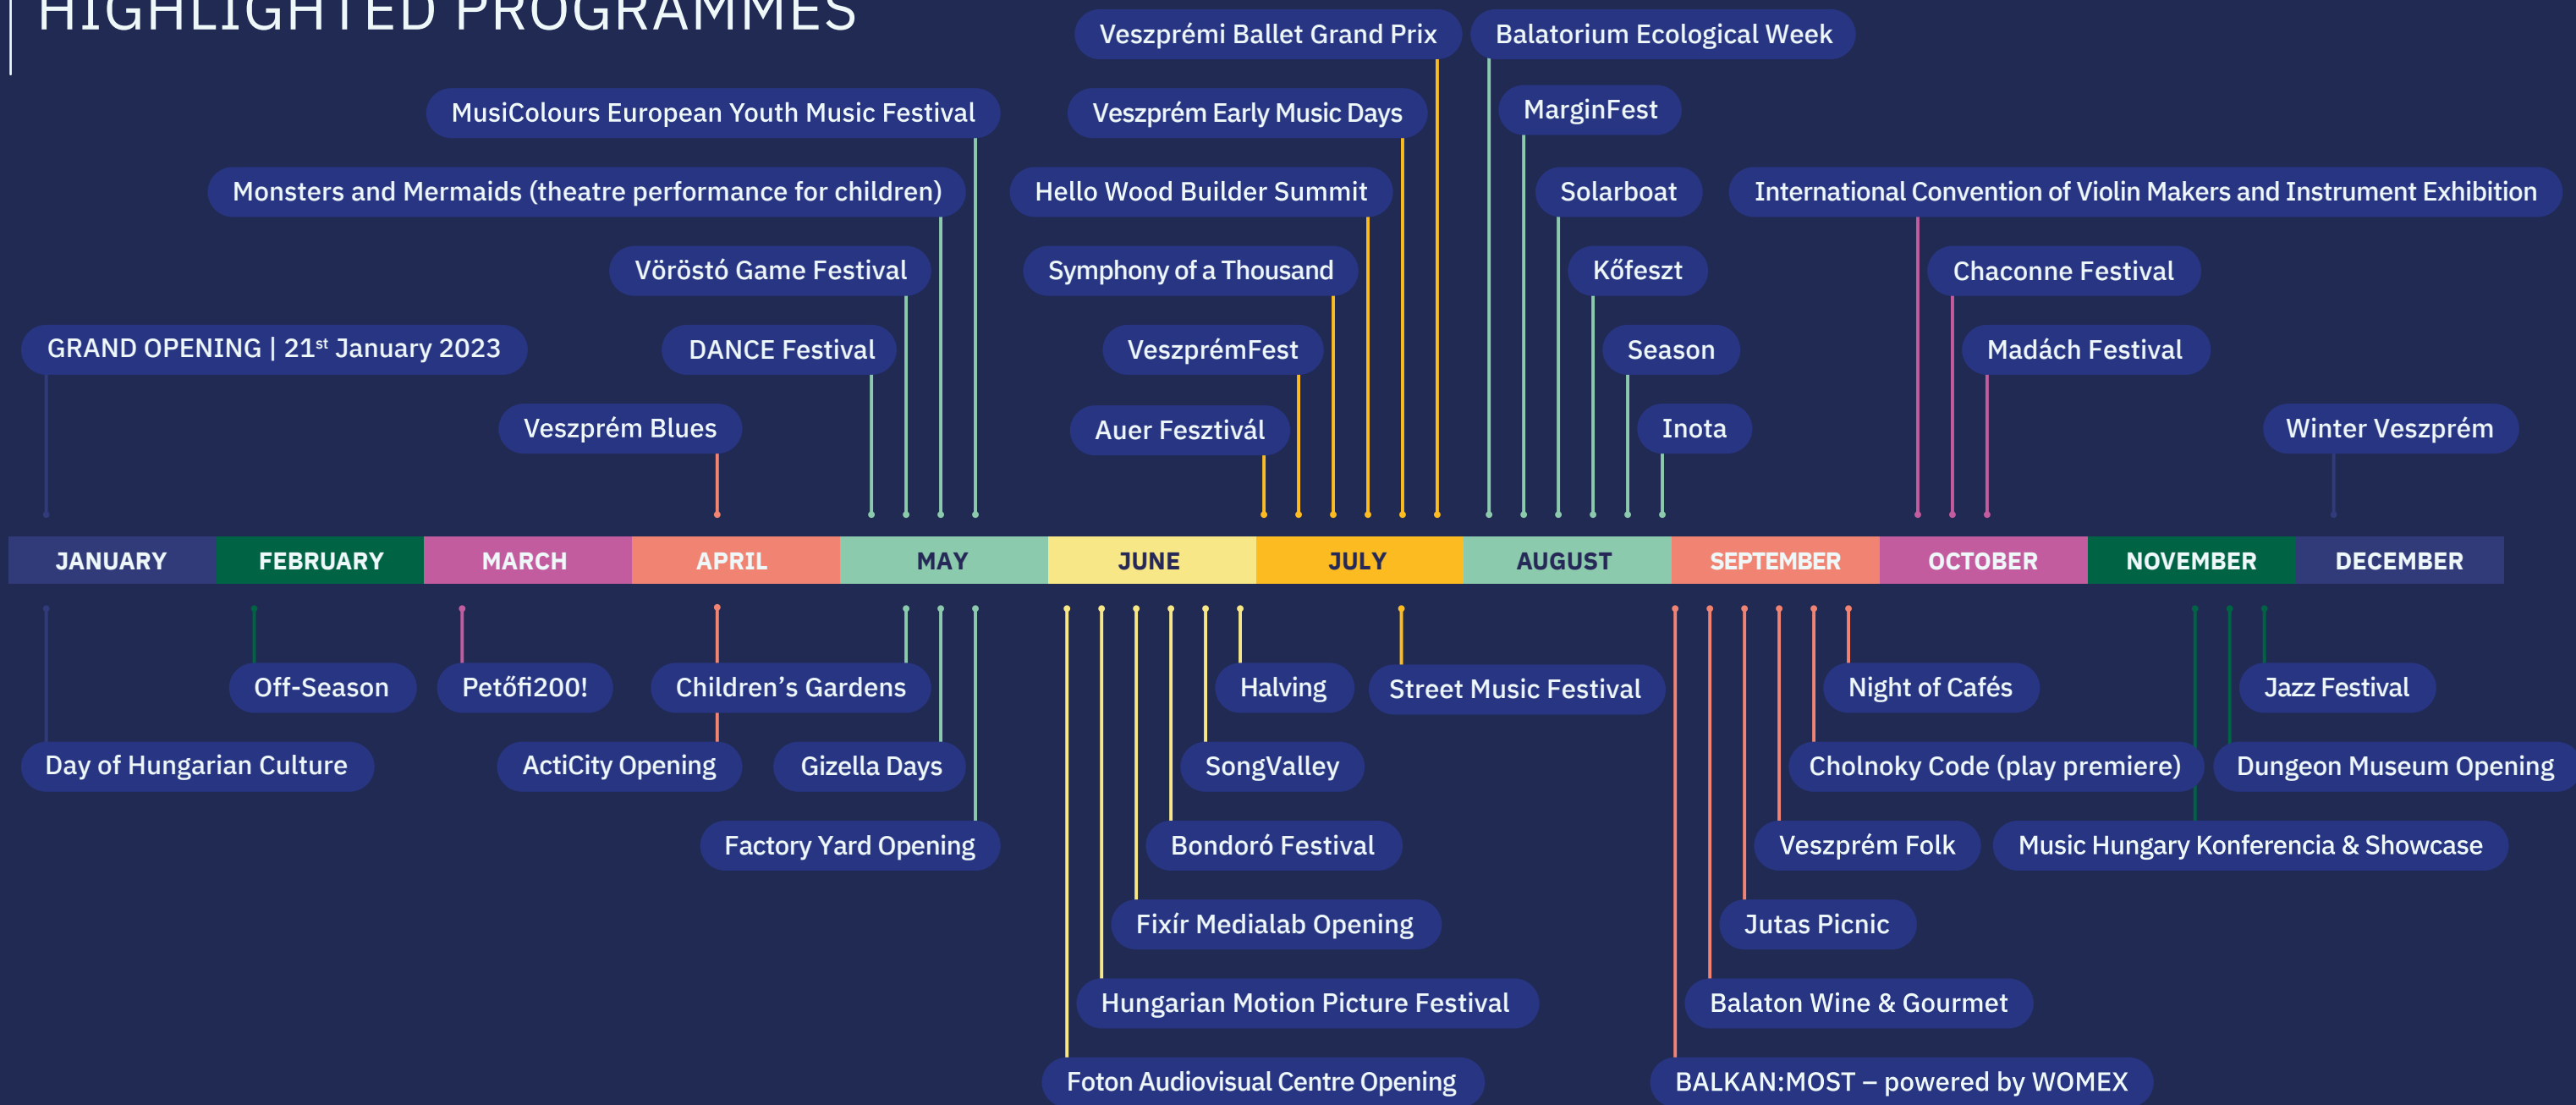 HIGHLIGHTED PROGRAMMES
Veszprémi Ballet Grand Prix
Balatorium Ecological Week
MusiColours European Youth Music Festival
Veszprém Early Music Days
MarginFest
Monsters and Mermaids (theatre performance for children)
Hello Wood Builder Summit
Solarboat
International Convention of Violin Makers and Instrument Exhibition
Vöröstó Game Festival
Symphony of a Thousand
Kőfeszt
Chaconne Festival
GRAND OPENING | 21st January 2023
DANCE Festival
VeszprémFest
Season
Madách Festival
Veszprém Blues
Auer Fesztivál
Inota
Winter Veszprém
JANUARY
FEBRUARY
MARCH
APRIL
MAY
JUNE
JULY
AUGUST
SEPTEMBER
OCTOBER
NOVEMBER
DECEMBER
Off-Season
Petőfi200!
Children’s Gardens
Halving
Street Music Festival
Night of Cafés
Jazz Festival
Day of Hungarian Culture
ActiCity Opening
Gizella Days
SongValley
Cholnoky Code (play premiere)
Dungeon Museum Opening
Factory Yard Opening
Bondoró Festival
Veszprém Folk
Music Hungary Konferencia & Showcase
Fixír Medialab Opening
Jutas Picnic
Hungarian Motion Picture Festival
Balaton Wine & Gourmet
Foton Audiovisual Centre Opening
BALKAN:MOST – powered by WOMEX